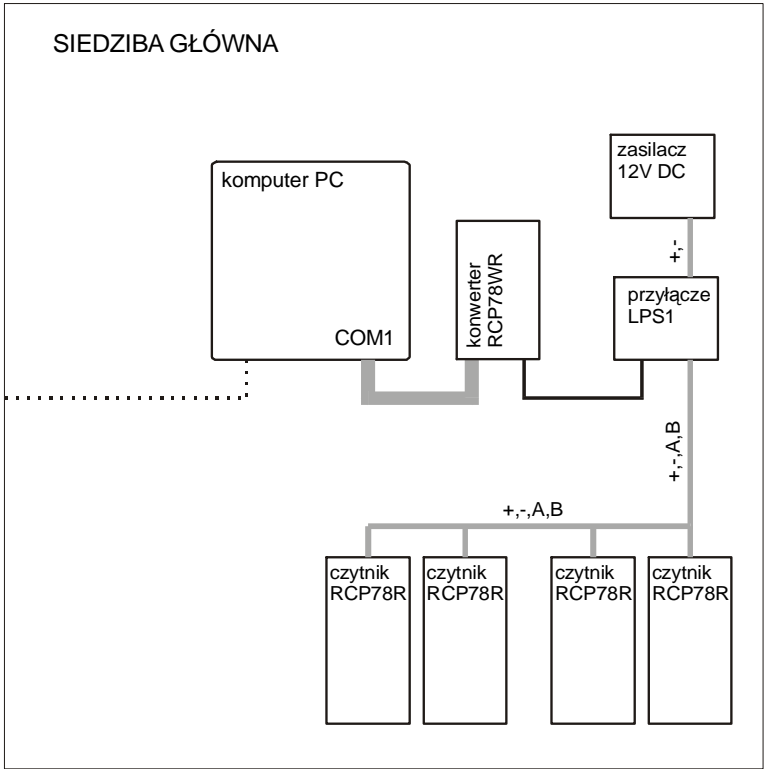 SIEDZIBA GŁÓWNA
zasilacz
12V DC
komputer PC
COM1
konwerter
RCP78WR
+,-
przyłącze
LPS1
+,-,A,B
+,-,A,B
czytnik
RCP78R
czytnik
RCP78R
czytnik
RCP78R
czytnik
RCP78R